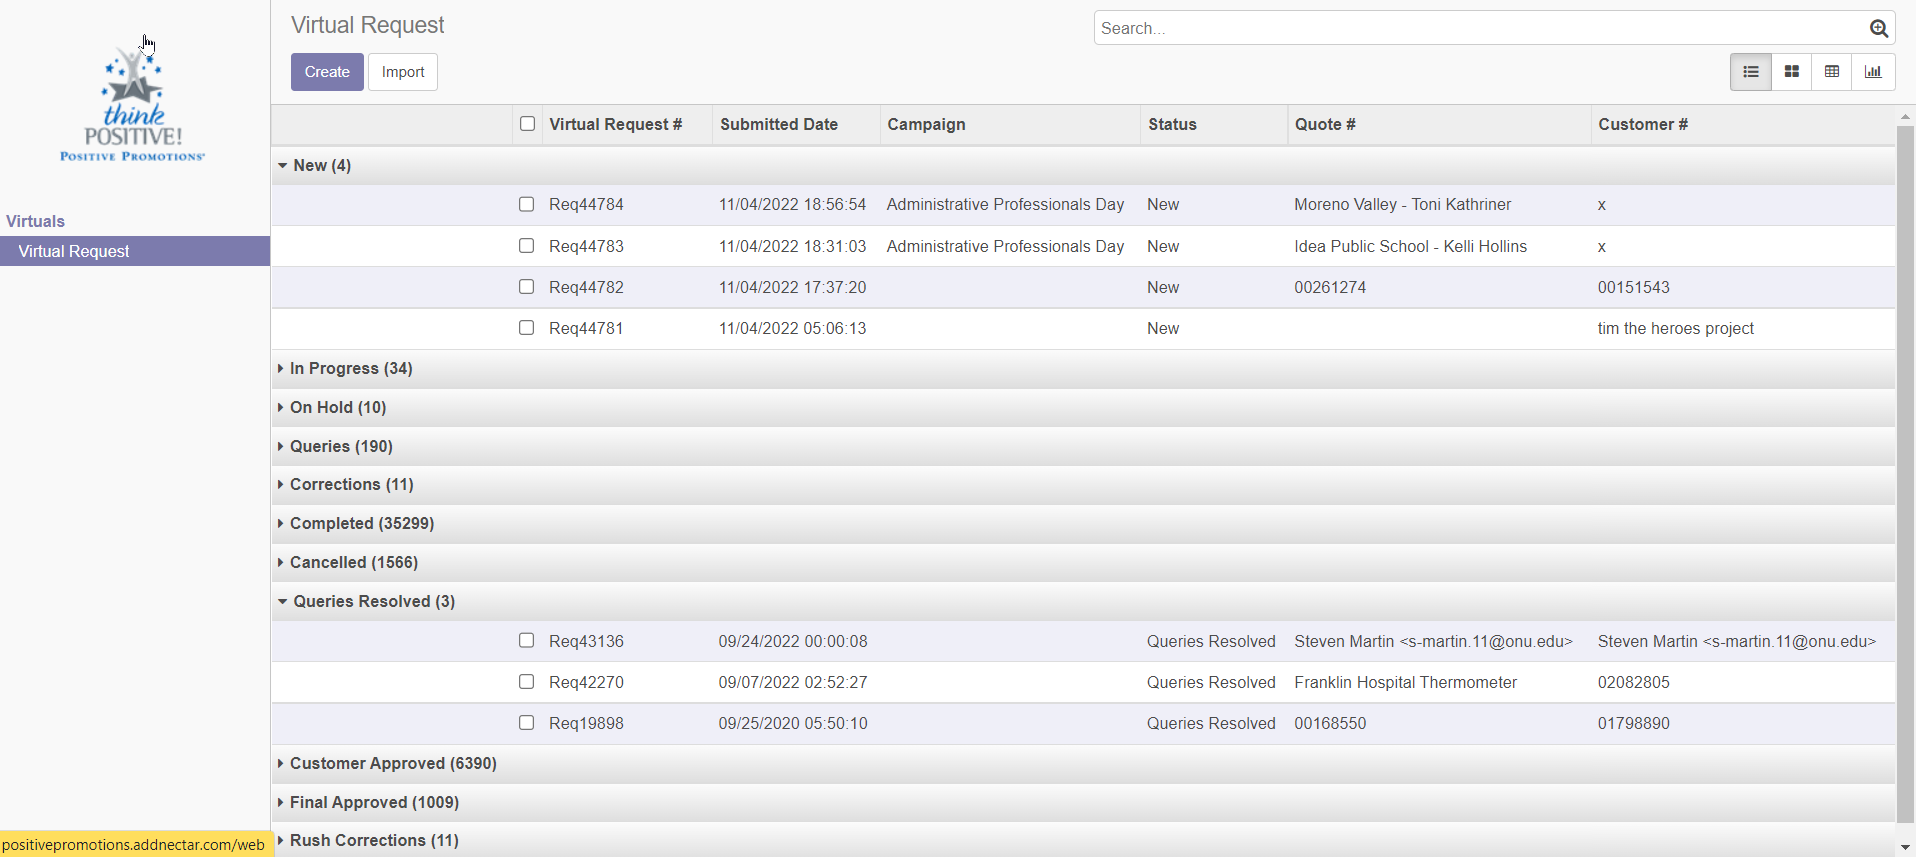 think
POSITIVE!
POSITIVE PROMOTIONS®
Virtuals
Virtual Request
Virtual Request
Search...
Create Import
Virtual Request # Submitted Date Campaign Status Quote # Customer #
New (4)
Req44784 11/04/2022 18:56:54 Administrative Professionals Day New Moreno Valley - Toni Kathriner x
Req44783 11/04/2022 18:31:03 Administrative Professionals Day New Idea Public School - Kelli Hollins x
Req44782 11/04/2022 17:37:20 New 00261274 00151543
Req44781 11/04/2022 05:06:13 New tim the heroes project
In Progress (34)
On Hold (10)
Queries (190)
Corrections (11)
Completed (35299)
Cancelled (1566)
Queries Resolved (3)
Req43136 09/24/2022 00:00:08 Queries Resolved Steven Martin <s-martin.11@onu.edu> Steven Martin <s-martin.11@onu.edu>
Req42270 09/07/2022 02:52:27 Queries Resolved Franklin Hospital Thermometer 02082805
Req19898 09/25/2020 05:50:10 Queries Resolved 00168550 01798890
Customer Approved (6390)
Final Approved (1009)
Rush Corrections (11)
positivepromotions.addnectar.com/web